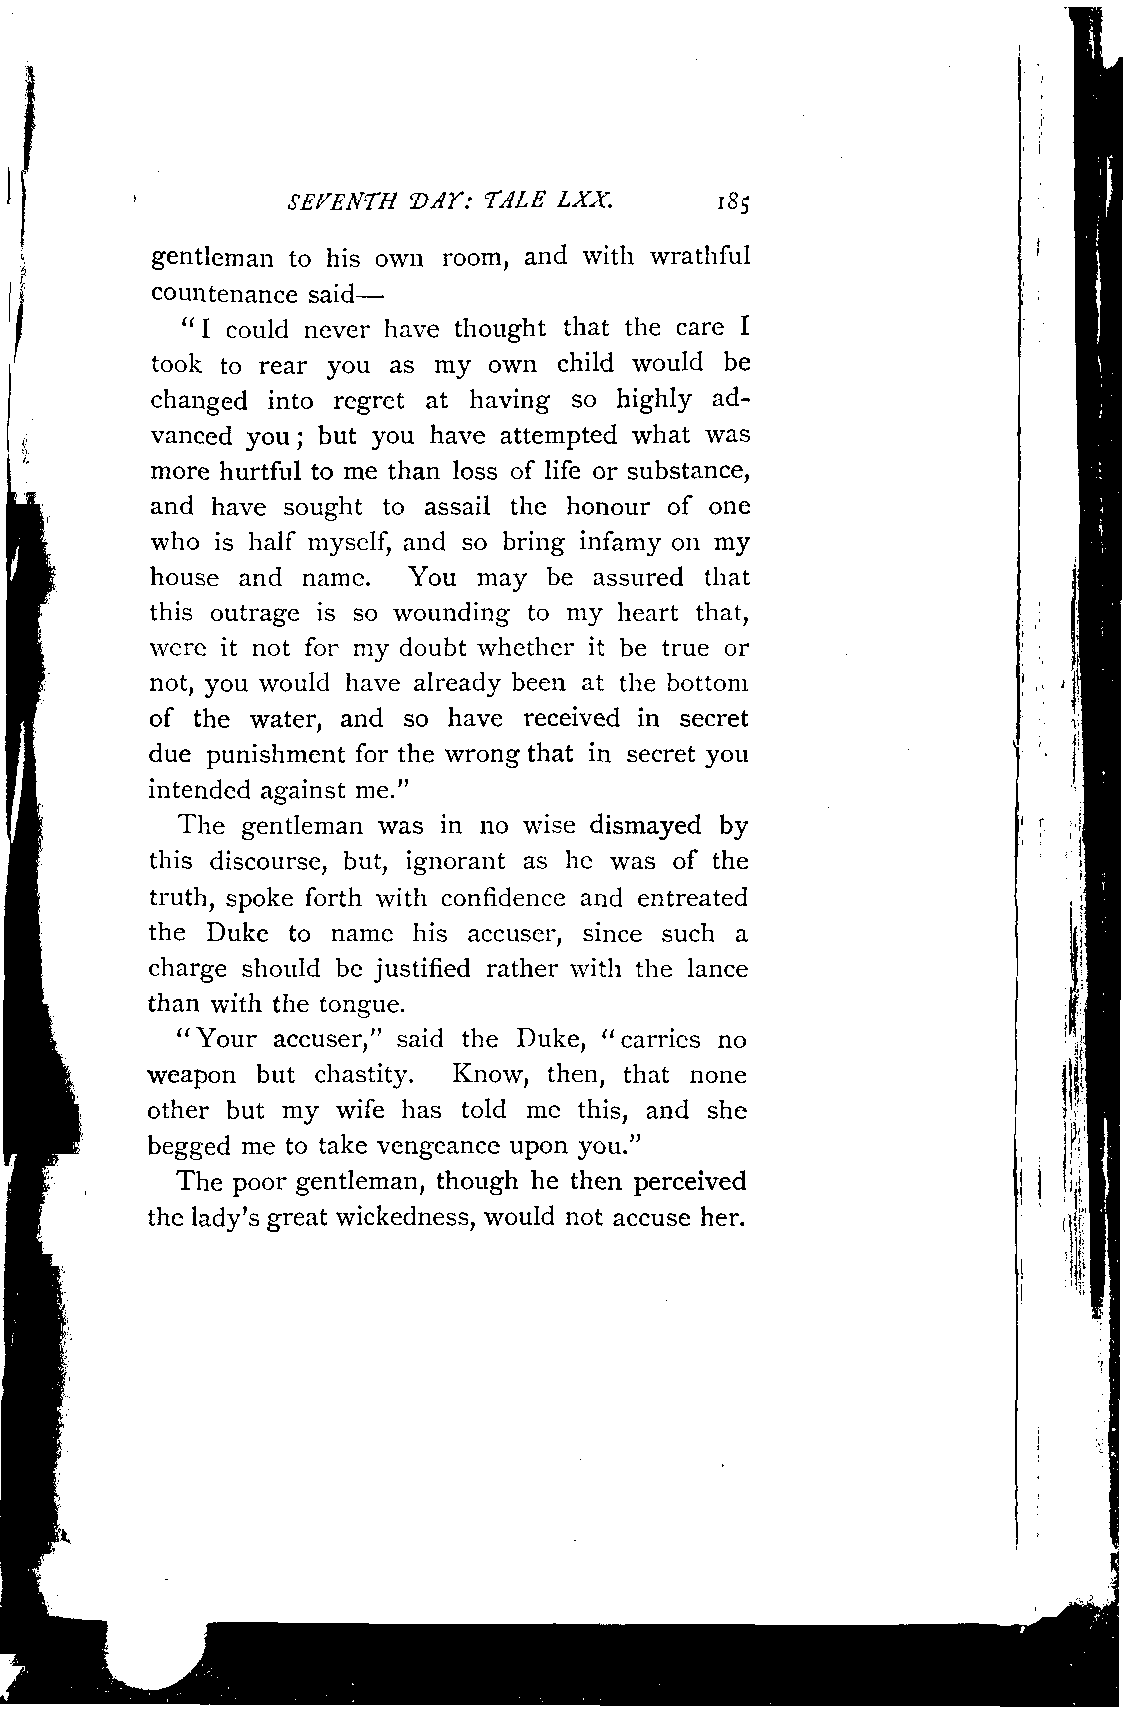 SEVENTH DAY: TALE LXX. 185
gentleman to his own room, and with wrathful
countenance said—
“I could never have thought that the care I
took to rear you as my own child would be
changed into regret at having so highly ad-
vanced you; but you have attempted what was
more hurtful to me than loss of life or substance,
and have sought to assail the honour of one
who is half myself, and so bring infamy on my
house and name. You may be assured that
this outrage is so wounding to my heart that,
were it not for my doubt whether it be true or
not, you would have already been at the bottom
of the water, and so have received in secret
due punishment for the wrong that in secret you
intended against me.”
The gentleman was in no wise dismayed by
this discourse, but, ignorant as he was of the
truth, spoke forth with confidence and entreated
the Duke to name his accuser, since such a
charge should be justified rather with the lance
than with the tongue.
“Your accuser,” said the Duke, “carries no
weapon but chastity. Know, then, that none
other but my wife has told me this, and she
begged me to take vengeance upon you.”
The poor gentleman, though he then perceived
the lady’s great wickedness, would not accuse her.